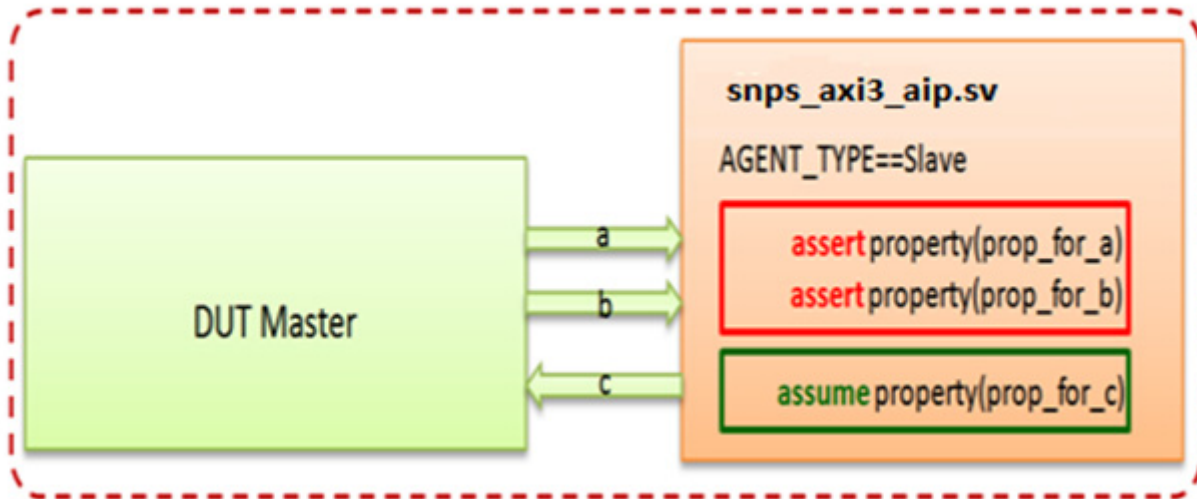 snps_axi3_aip.sv
AGENT_TYPE==Slave
DUT Master
a
b
c
assert property(prop_for_a)
assert property(prop_for_b)
assume property(prop_for_c)